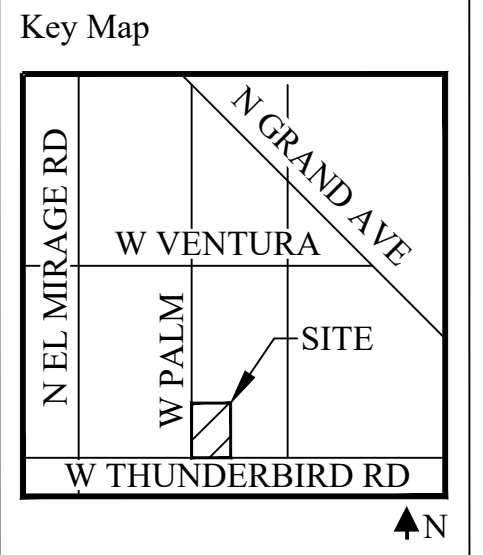 Key Map
N GRAND AVE
N EL MIRAGE RD
W VENTURA
W PALM
SITE
W THUNDERBIRD RD
N